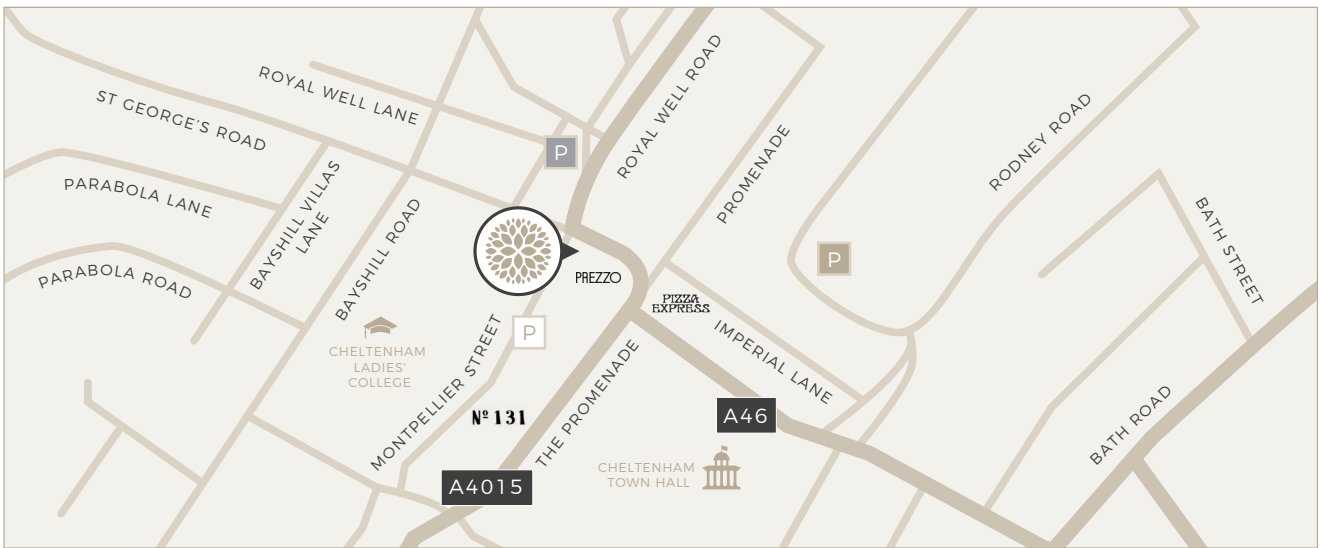 ROYAL WELL LANE
ST GEORGE'S ROAD
ROYAL WELL ROAD
PROMENADE
RODNEY ROAD
P
PARABOLA LANE
BAYSHILL VILLAS
LANE
BAYSHILL ROAD
BATH STREET
PARABOLA ROAD
PREZZO
P
PIZZA
EXPRESS
P
CHELTENHAM
LADIES'
COLLEGE
MONTPELLIER STREET
IMPERIAL LANE
Nº 131
THE PROMENADE
A46
BATH ROAD
CHELTENHAM
TOWN HALL
A4015